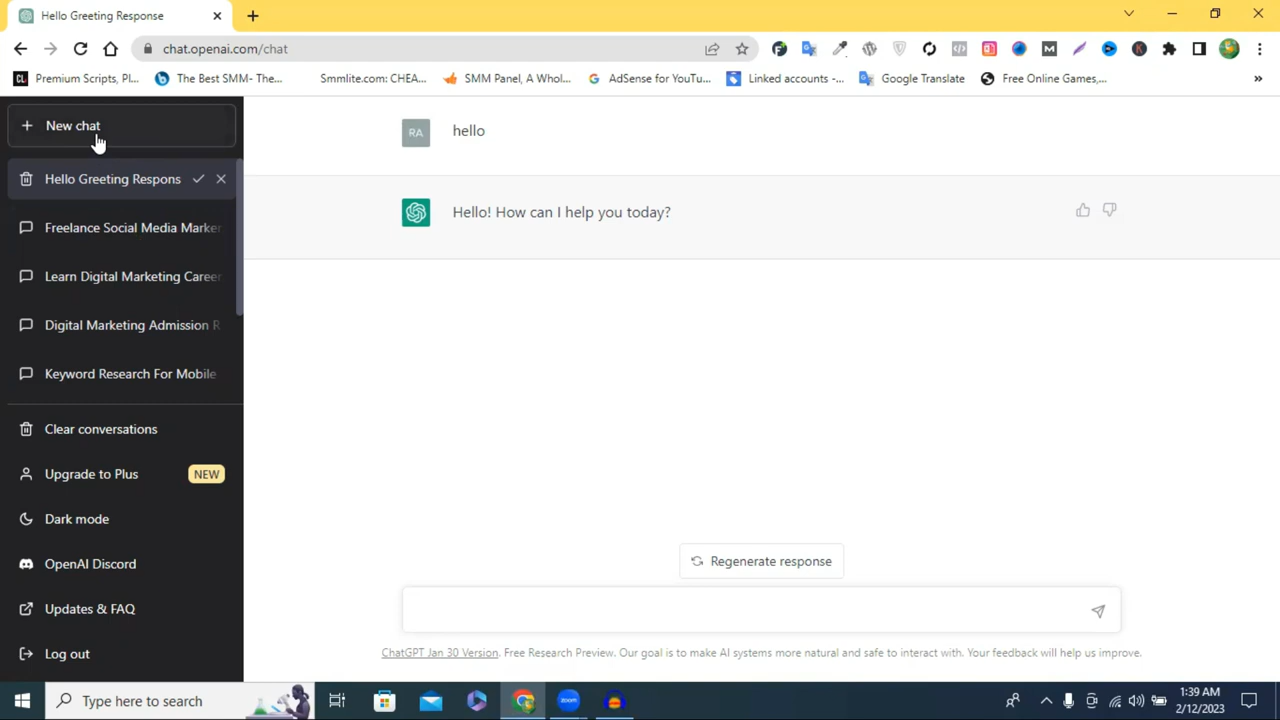 Hello Greeting Response
chat.openai.com/chat
Premium Scripts, Pl...
The Best SMM- The...
Smmlite.com: CHEA...
SMM Panel, A Whol...
AdSense for YouTu...
Linked accounts -...
Google Translate
Free Online Games,...
»
New chat
Hello Greeting Respons
Freelance Social Media Marker
Learn Digital Marketing Career
Digital Marketing Admission R
Keyword Research For Mobile
Clear conversations
Upgrade to Plus NEW
Dark mode
OpenAI Discord
Updates & FAQ
Log out
RA hello
Hello! How can I help you today?
Regenerate response
ChatGPT Jan 30 Version. Free Research Preview. Our goal is to make AI systems more natural and safe to interact with. Your feedback will help us improve.
Type here to search
zoom
1:39 AM
2/12/2023